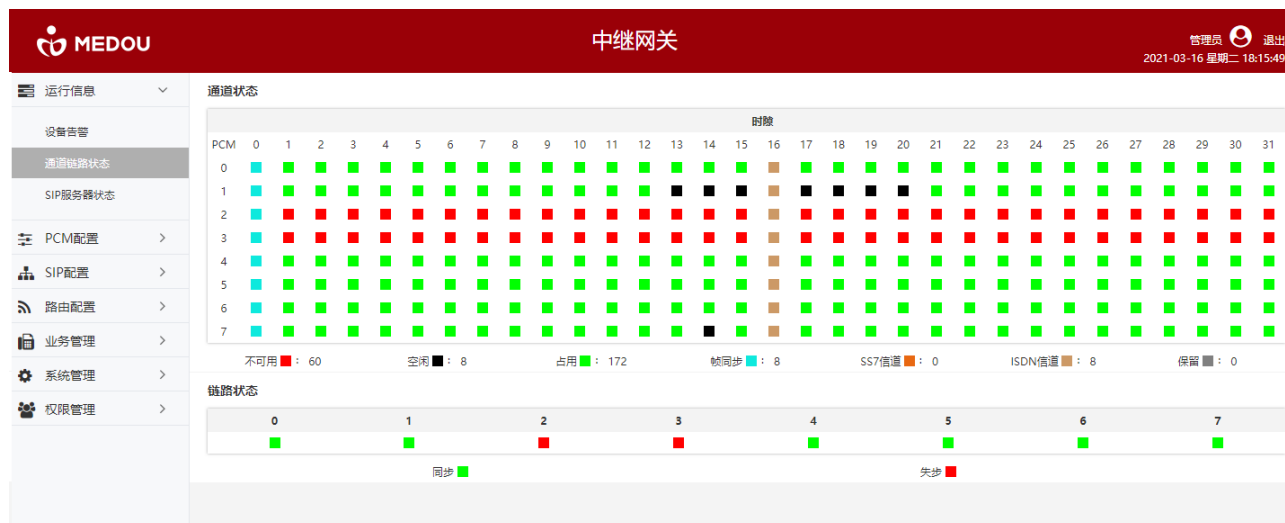 MEDOU
中继网关
管理员 退出
2021-03-16 星期二 18:15:49
运行信息
设备告警
通道链路状态
SIP服务器状态
PCM配置
SIP配置
路由配置
业务管理
系统管理
权限管理
通道状态
时隙
PCM 0 1 2 3 4 5 6 7 8 9 10 11 12 13 14 15 16 17 18 19 20 21 22 23 24 25 26 27 28 29 30 31
0
1
2
3
4
5
6
7
不可用 : 60 空闲 : 8 占用 : 172 帧同步 : 8 SS7信道 : 0 ISDN信道 : 8 保留 : 0
链路状态
0 1 2 3 4 5 6 7
同步 失步